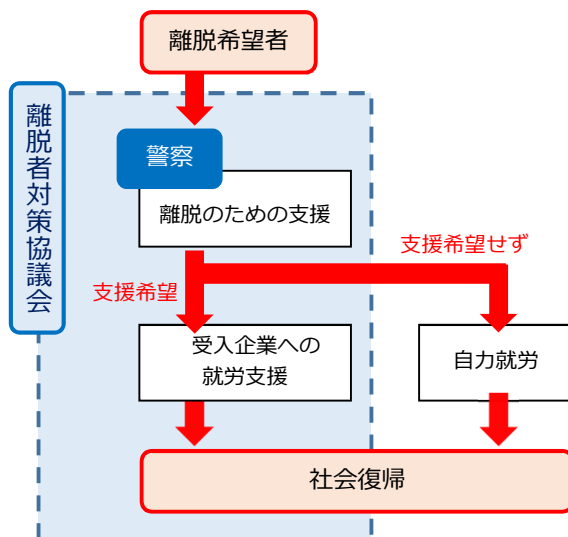 離脱希望者
離脱者対策協議会
警察
離脱のための支援
支援希望せず
支援希望
受入企業への
就労支援
自力就労
社会復帰